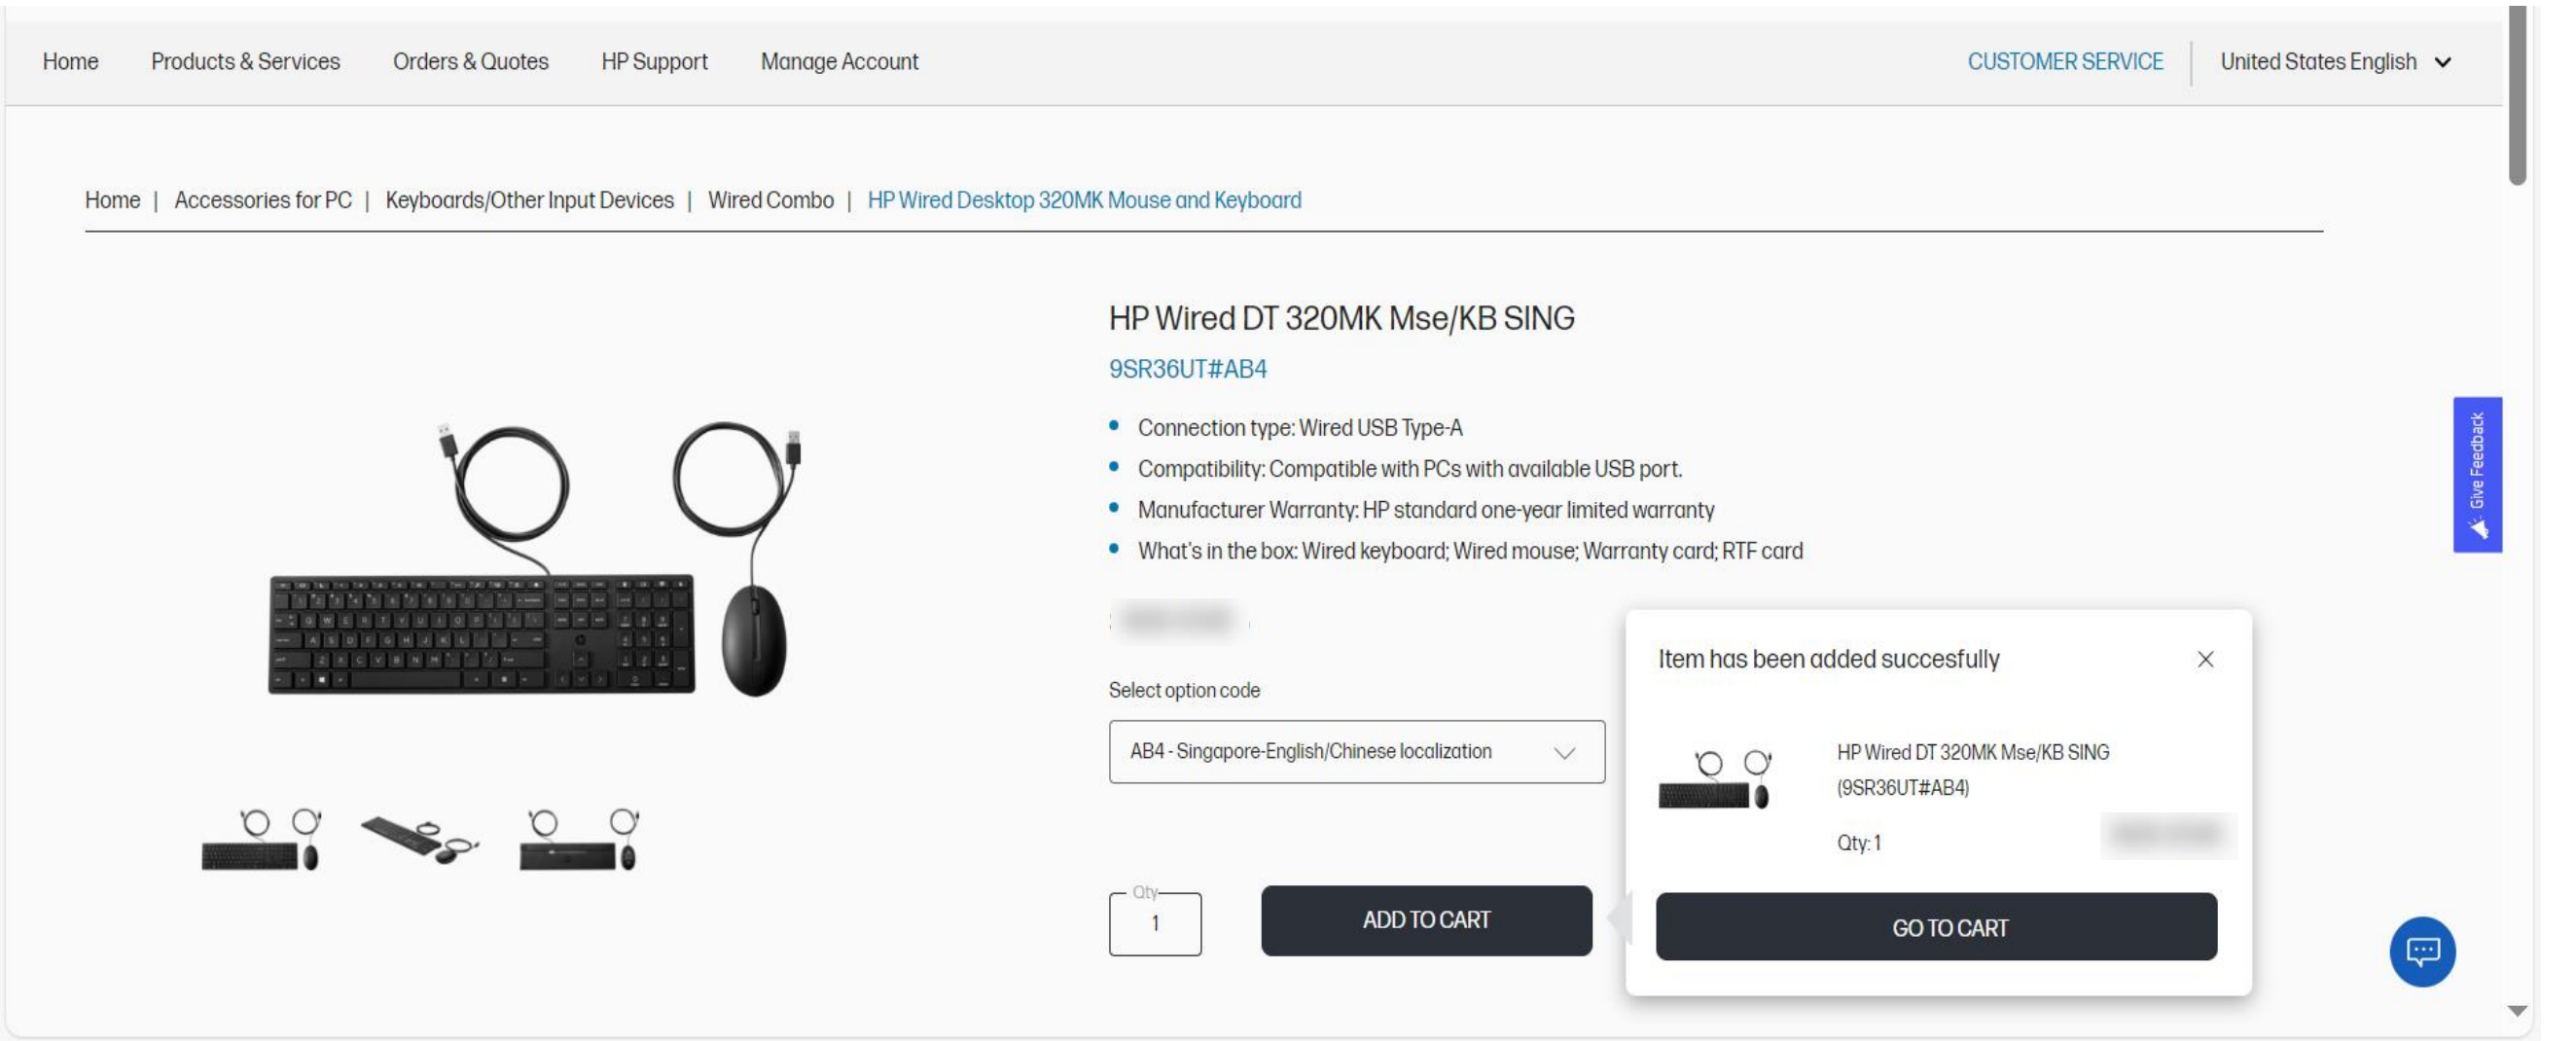 Home Products & Services Orders & Quotes HP Support Manage Account CUSTOMER SERVICE United States English
Home | Accessories for PC | Keyboards/Other Input Devices | Wired Combo | HP Wired Desktop 320MK Mouse and Keyboard
HP Wired DT 320MK Mse/KB SING
9SR36UT#AB4
Connection type: Wired USB Type-A
Compatibility: Compatible with PCs with available USB port.
Manufacturer Warranty: HP standard one-year limited warranty
What's in the box: Wired keyboard; Wired mouse; Warranty card; RTF card
Select option code
AB4 - Singapore-English/Chinese localization
Qty
1
ADD TO CART
Item has been added succesfully
HP Wired DT 320MK Mse/KB SING
(9SR36UT#AB4)
Qty: 1
GO TO CART
Give Feedback